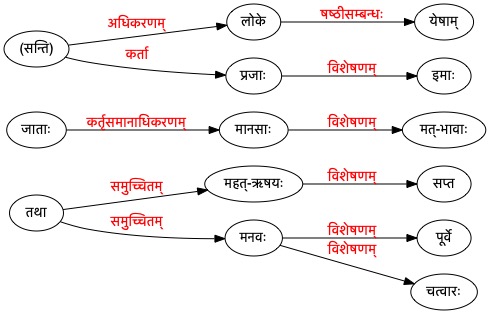 अधिकरणम् लोके षष्ठीसम्बन्धः येषाम्
(सन्ति) कर्ता प्रजाः विशेषणम् इमाः
जाताः कर्तृसमानाधिकरणम् मानसाः विशेषणम् मत्-भावाः
समुच्चितम् महत्-ऋषयः विशेषणम् सप्त
तथा समुच्चितम् मनवः विशेषणम् पूर्वे
विशेषणम् चत्वारः